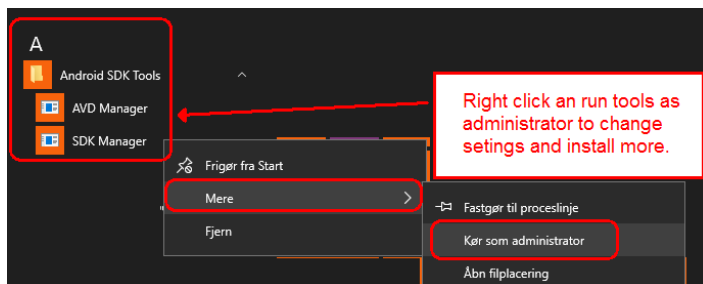 A
Android SDK Tools
AVD Manager
SDK Manager
Right click an run tools as
administrator to change
setings and install more.
Frigør fra Start
Mere
Fjern
Fastgør til proceslinje
Kør som administrator
Åbn filplacering